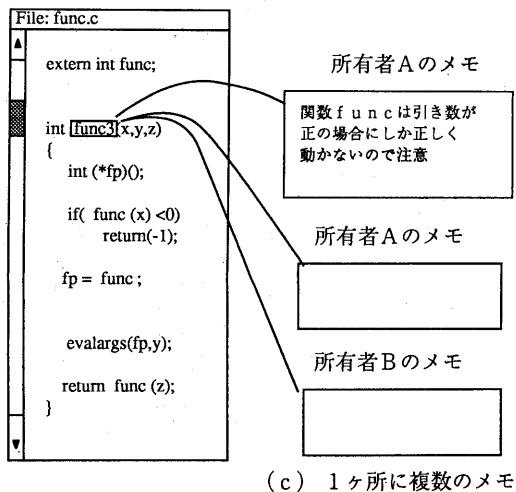 File: func.c
extern int func;
int func3(x,y,z)
{
int (*fp)();
if( func (x) <0)
return(-1);
fp = func ;
evalargs(fp,y);
return func (z);
}
所有者Aのメモ
関数funcは引き数が
正の場合にしか正しく
動かないので注意
所有者Aのメモ
所有者Bのメモ
(c) 1ヶ所に複数のメモ